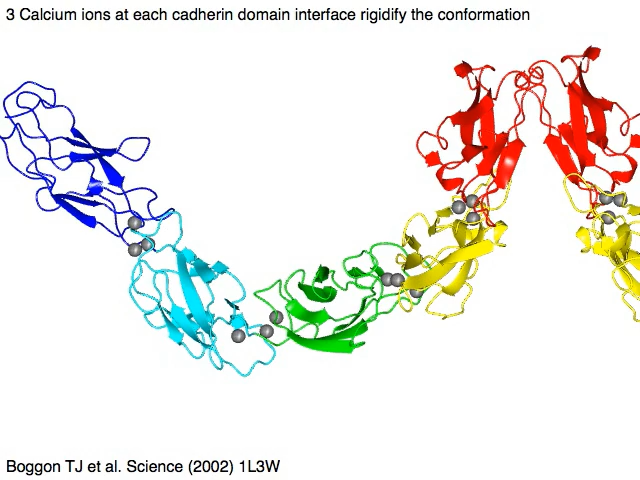 3 Calcium ions at each cadherin domain interface rigidify the conformation
Boggon TJ et al. Science (2002) 1L3W